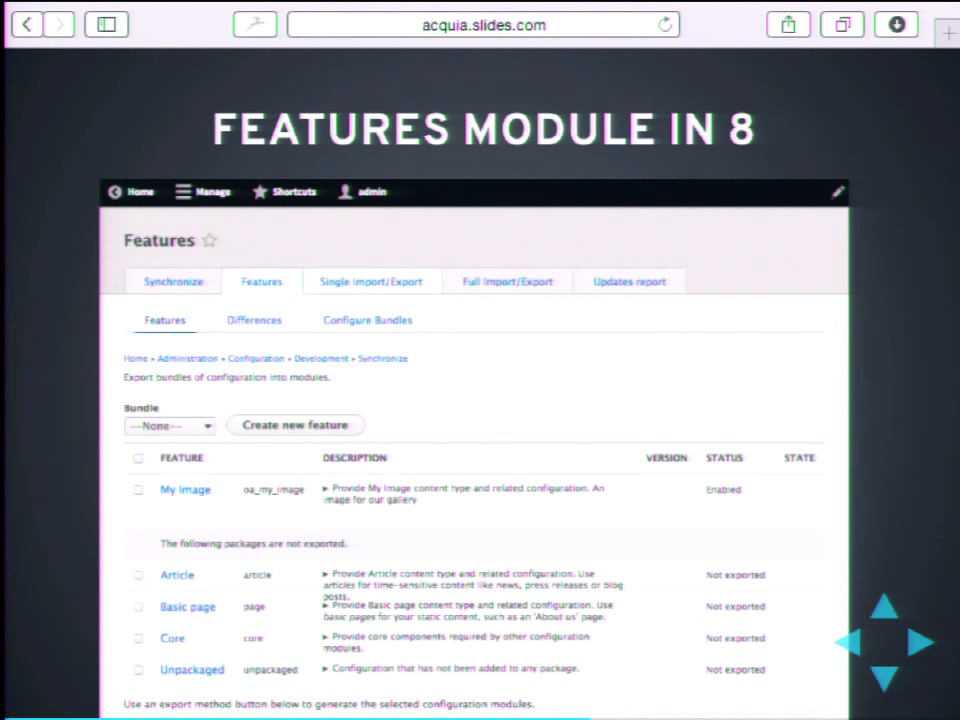 acquia.slides.com
FEATURES MODULE IN 8
Home Manage Shortcuts admin
Features
Synchronize Features Single Import/Export Full Import/Export Updates report
Features Differences Configure Bundles
Home » Administration » Configuration » Development » Synchronize
Export bundles of configuration into modules.
Bundle
--None-- Create new feature
FEATURE DESCRIPTION VERSION STATUS STATE
My Image oa_my_image Provide My Image content type and related configuration. An Enabled
image for our gallery
The following packages are not exported.
Article article Provide Article content type and related configuration. Use Not exported
articles for time-sensitive content like news, press releases or blog
posts.
Basic page page Provide Basic page content type and related configuration. Use Not exported
basic pages for your static content, such as an 'About us' page.
Core core Provide core components required by other configuration Not exported
modules.
Unpackaged unpackaged Configuration that has not been added to any package. Not exported
Use an export method button below to generate the selected configuration modules.